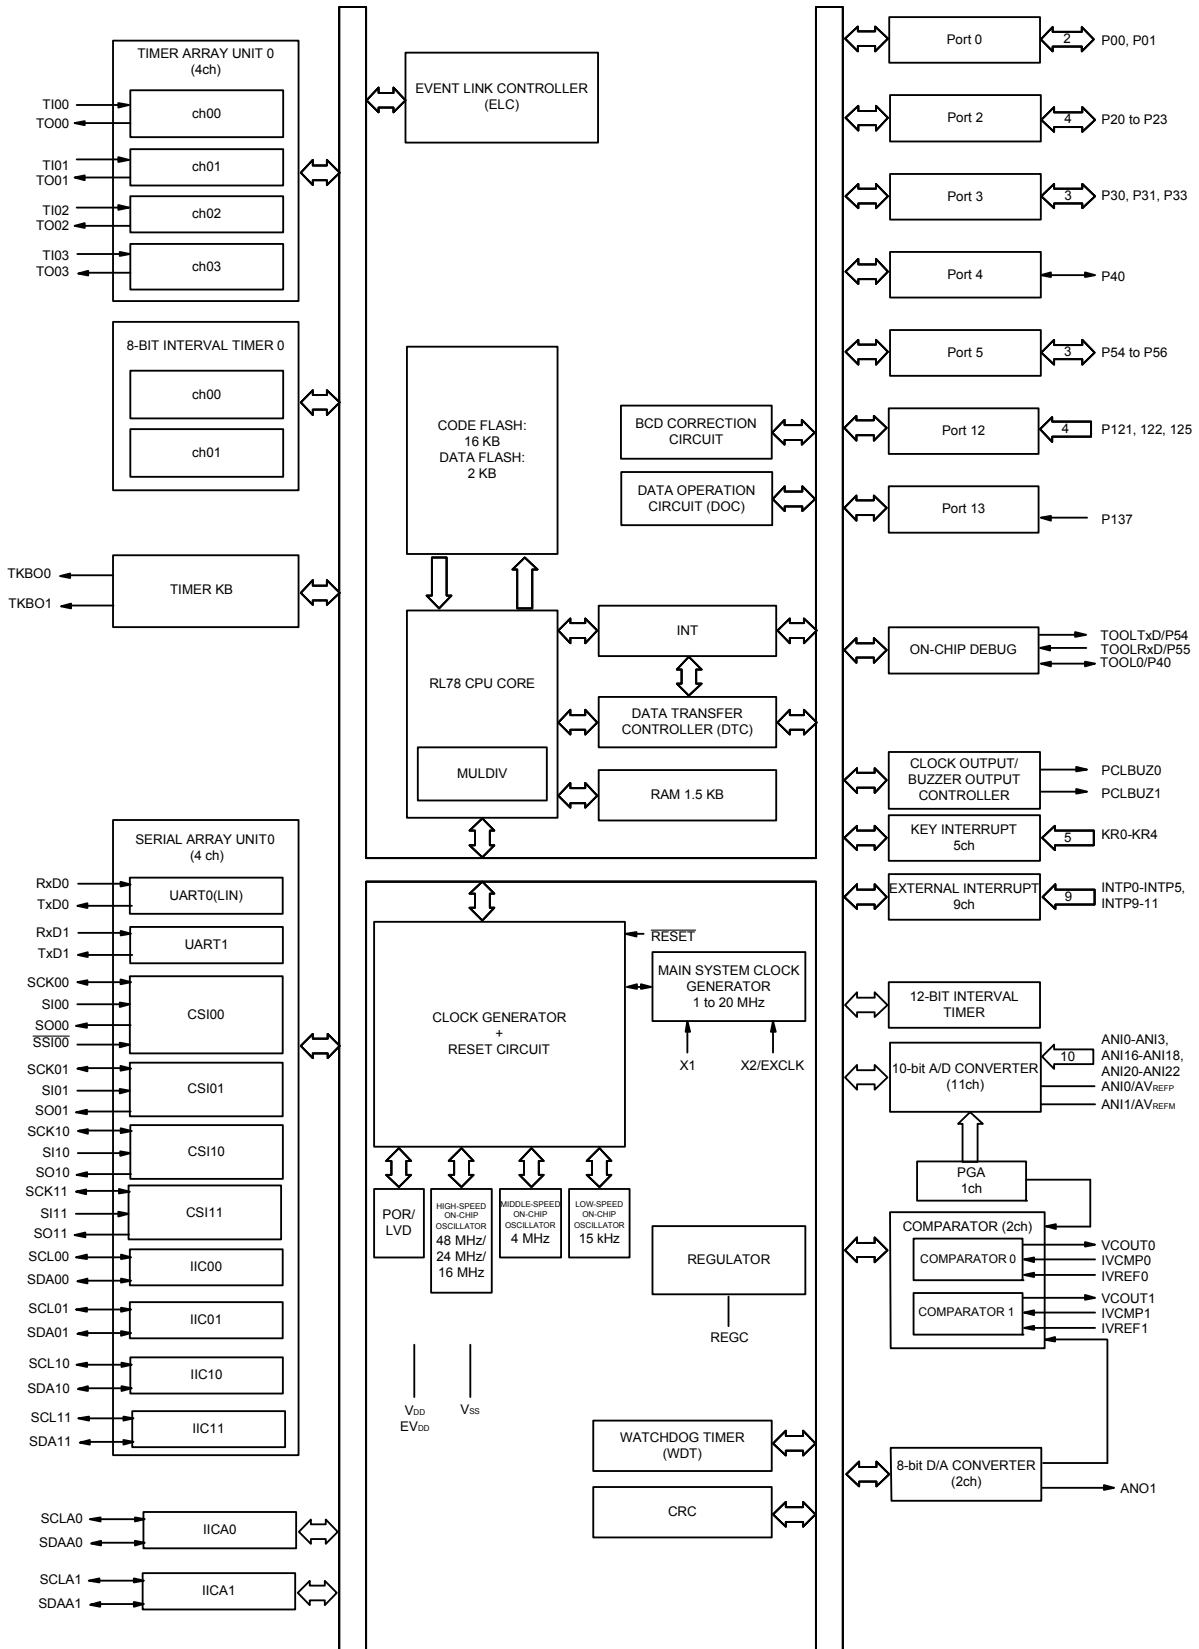 TIMER ARRAY UNIT 0
(4ch)
TI00
TO00
ch00
TI01
TO01
ch01
TI02
TO02
ch02
TI03
TO03
ch03
8-BIT INTERVAL TIMER 0
ch00
ch01
TKBO0
TKBO1
TIMER KB
SERIAL ARRAY UNIT0
(4 ch)
RxD0
TxD0
UART0(LIN)
RxD1
TxD1
UART1
SCK00
SI00
SO00
SSI00
CSI00
SCK01
SI01
SO01
CSI01
SCK10
SI10
SO10
CSI10
SCK11
SI11
SO11
CSI11
SCL00
SDA00
IIC00
SCL01
SDA01
IIC01
SCL10
SDA10
IIC10
SCL11
SDA11
IIC11
SCLA0
SDAA0
IICA0
SCLA1
SDAA1
IICA1
EVENT LINK CONTROLLER
(ELC)
CODE FLASH:
16 KB
DATA FLASH:
2 KB
BCD CORRECTION
CIRCUIT
DATA OPERATION
CIRCUIT (DOC)
RL78 CPU CORE
MULDIV
INT
DATA TRANSFER
CONTROLLER (DTC)
RAM 1.5 KB
CLOCK GENERATOR
+
RESET CIRCUIT
RESET
MAIN SYSTEM CLOCK
GENERATOR
1 to 20 MHz
X1
X2/EXCLK
POR/
LVD
HIGH-SPEED
ON-CHIP
OSCILLATOR
48 MHz/
24 MHz/
16 MHz
MIDDLE-SPEED
ON-CHIP
OSCILLATOR
4 MHz
LOW-SPEED
ON-CHIP
OSCILLATOR
15 kHz
REGULATOR
REGC
VDD
EVDD
VSS
WATCHDOG TIMER
(WDT)
CRC
Port 0
2
P00, P01
Port 2
4
P20 to P23
Port 3
3
P30, P31, P33
Port 4
P40
Port 5
3
P54 to P56
Port 12
4
P121, 122, 125
Port 13
P137
ON-CHIP DEBUG
TOOLTxD/P54
TOOLRxD/P55
TOOL0/P40
CLOCK OUTPUT/
BUZZER OUTPUT
CONTROLLER
PCLBUZ0
PCLBUZ1
KEY INTERRUPT
5ch
5
KR0-KR4
EXTERNAL INTERRUPT
9ch
9
INTP0-INTP5,
INTP9-11
12-BIT INTERVAL
TIMER
10-bit A/D CONVERTER
(11ch)
10
ANI0-ANI3,
ANI16-ANI18,
ANI20-ANI22
ANI0/AVREFP
ANI1/AVREFM
PGA
1ch
COMPARATOR (2ch)
COMPARATOR 0
VCOUT0
IVCMP0
IVREF0
COMPARATOR 1
VCOUT1
IVCMP1
IVREF1
8-bit D/A CONVERTER
(2ch)
ANO1